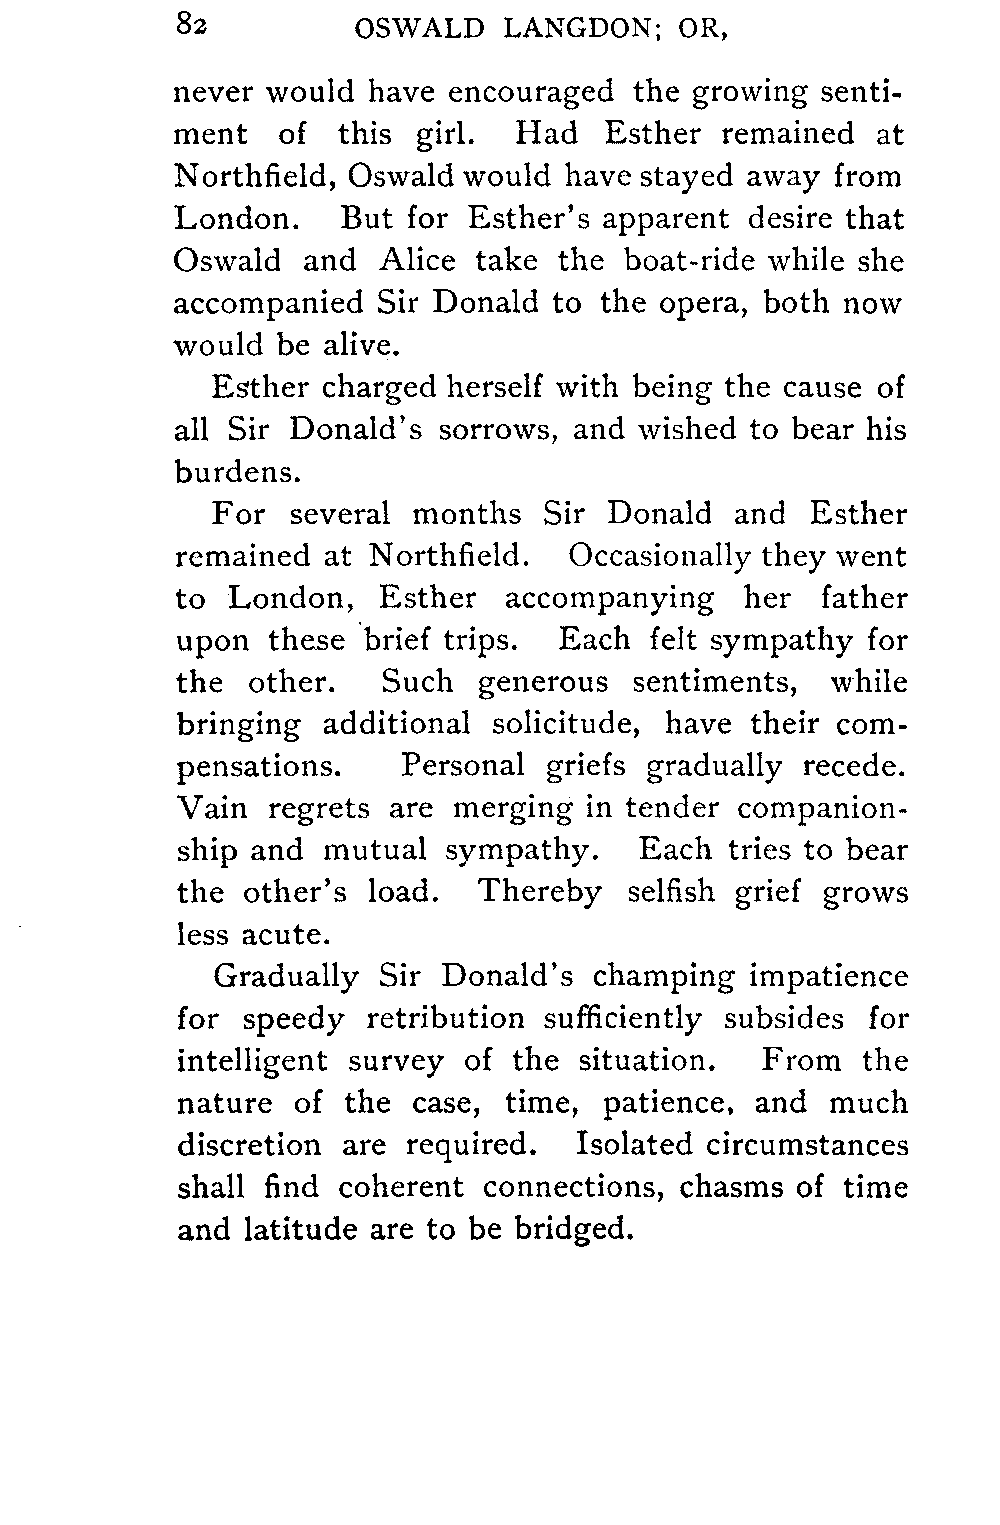 82 OSWALD LANGDON; OR,
never would have encouraged the growing senti-
ment of this girl. Had Esther remained at
Northfield, Oswald would have stayed away from
London. But for Esther's apparent desire that
Oswald and Alice take the boat-ride while she
accompanied Sir Donald to the opera, both now
would be alive.
Esther charged herself with being the cause of
all Sir Donald's sorrows, and wished to bear his
burdens.
For several months Sir Donald and Esther
remained at Northfield. Occasionally they went
to London, Esther accompanying her father
upon these brief trips. Each felt sympathy for
the other. Such generous sentiments, while
bringing additional solicitude, have their com-
pensations. Personal griefs gradually recede.
Vain regrets are merging in tender companion-
ship and mutual sympathy. Each tries to bear
the other's load. Thereby selfish grief grows
less acute.
Gradually Sir Donald's champing impatience
for speedy retribution sufficiently subsides for
intelligent survey of the situation. From the
nature of the case, time, patience, and much
discretion are required. Isolated circumstances
shall find coherent connections, chasms of time
and latitude are to be bridged.